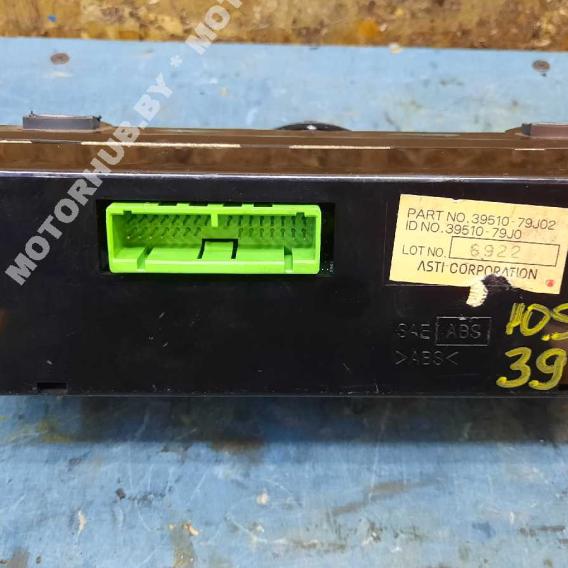 MOTORHUB.BY * MOTO
PART NO. 39510-79J02
ID NO. 39510-79J0
LOT NO. 6922
ASTI CORPORATION
SAE ABS
>ABS<
39